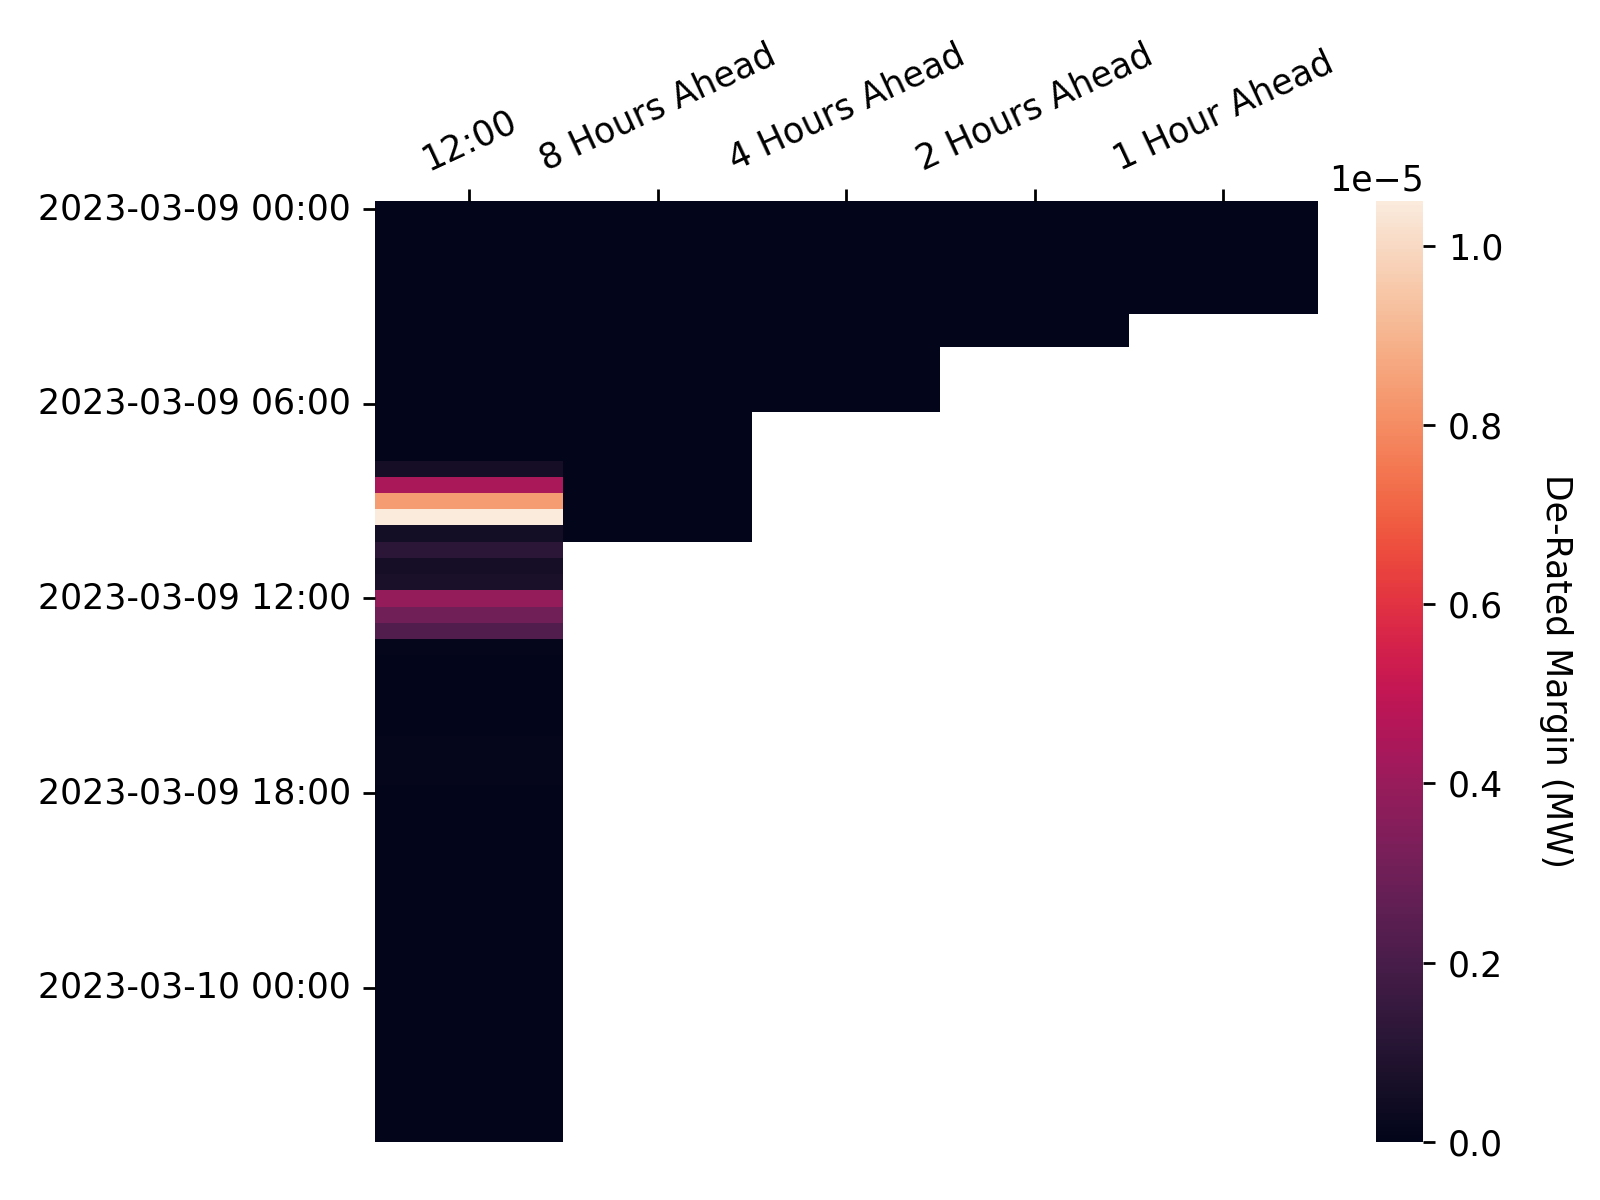 12:00
8 Hours Ahead
4 Hours Ahead
2 Hours Ahead
1 Hour Ahead
1e−5
2023-03-09 00:00
2023-03-09 06:00
2023-03-09 12:00
2023-03-09 18:00
2023-03-10 00:00
1.0
0.8
0.6
0.4
0.2
0.0
De-Rated Margin (MW)